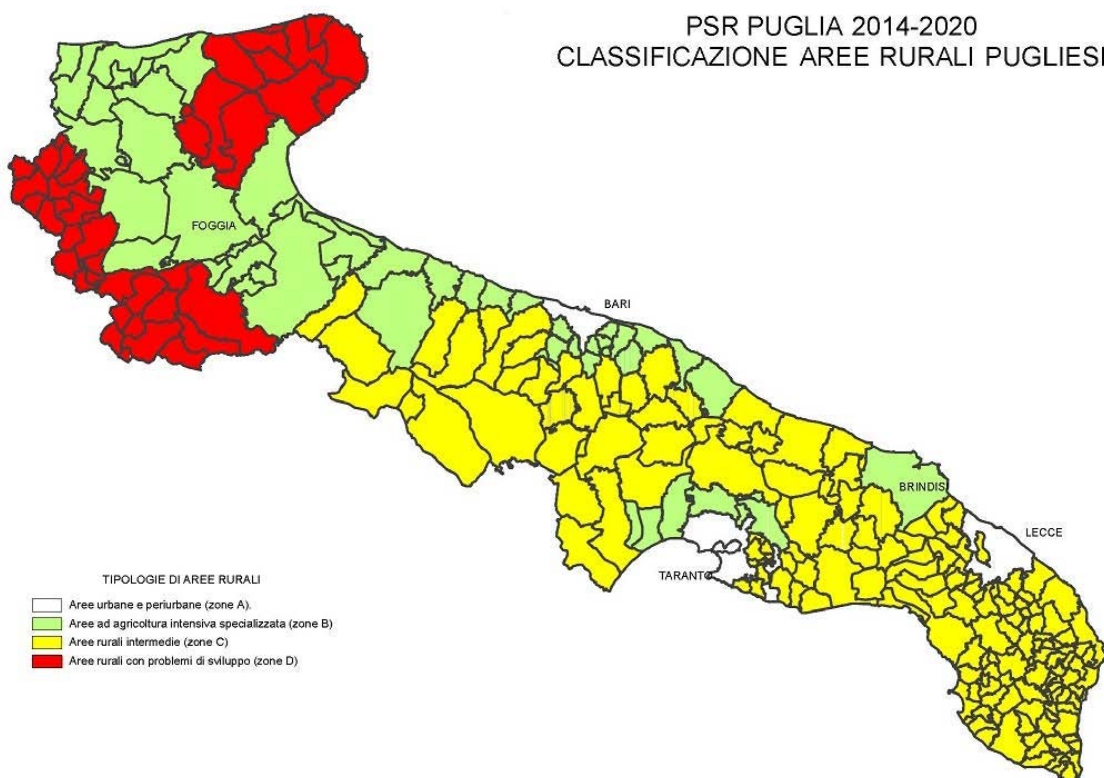 PSR PUGLIA 2014-2020
CLASSIFICAZIONE AREE RURALI PUGLIESI
FOGGIA
BARI
BRINDISI
LECCE
TARANTO
TIPOLOGIE DI AREE RURALI
Aree urbane e periurbane (zone A).
Aree ad agricoltura intensiva specializzata (zone B)
Aree rurali intermedie (zone C)
Aree rurali con problemi di sviluppo (zone D)